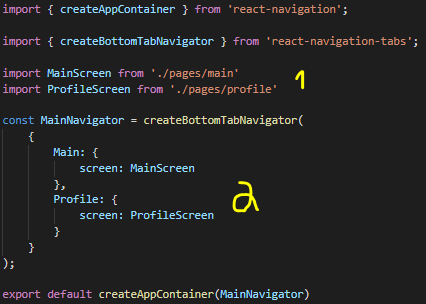 import { createAppContainer } from 'react-navigation';
import { createBottomTabNavigator } from 'react-navigation-tabs';
import MainScreen from './pages/main'
1
import ProfileScreen from './pages/profile'
const MainNavigator = createBottomTabNavigator(
{
Main: {
screen: MainScreen
},
Profile: {
2
screen: ProfileScreen
}
}
);
export default createAppContainer(MainNavigator)